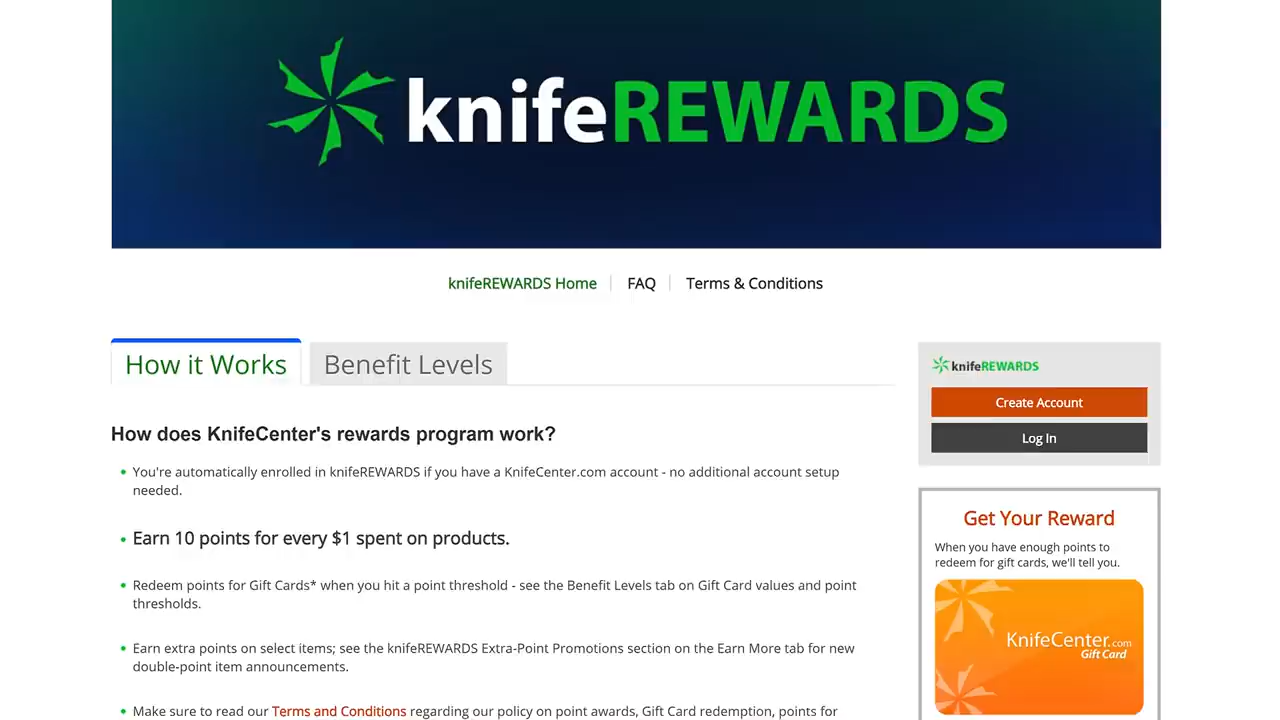 knifeREWARDS
knifeREWARDS Home
FAQ
Terms & Conditions
How it Works
Benefit Levels
How does KnifeCenter's rewards program work?
You're automatically enrolled in knifeREWARDS if you have a KnifeCenter.com account - no additional account setup
needed.
Earn 10 points for every $1 spent on products.
Redeem points for Gift Cards* when you hit a point threshold - see the Benefit Levels tab on Gift Card values and point
thresholds.
Earn extra points on select items; see the knifeREWARDS Extra-Point Promotions section on the Earn More tab for new
double-point item announcements.
Make sure to read our Terms and Conditions regarding our policy on point awards, Gift Card redemption, points for
knifeREWARDS
Create Account
Log In
Get Your Reward
When you have enough points to
redeem for gift cards, we'll tell you.
KnifeCenter.com
Gift Card